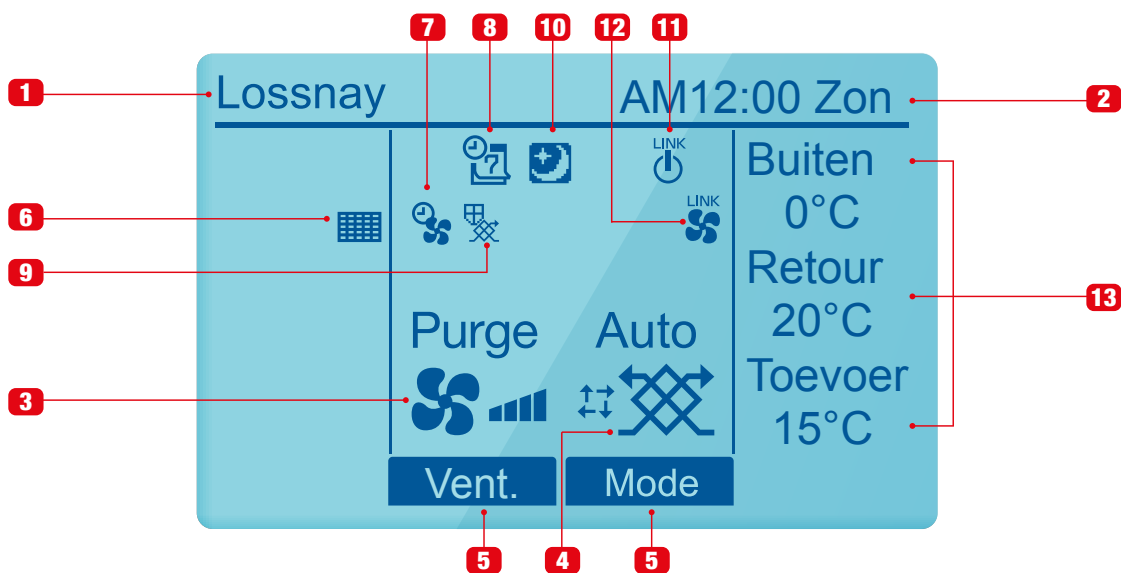 7 8 10 12 11
1 Lossnay AM12:00 Zon 2
LINK
7
Buiten
LINK
0°C
6
9
Retour
13
20°C
Purge Auto
Toevoer
3
15°C
Vent. Mode
5 4 5